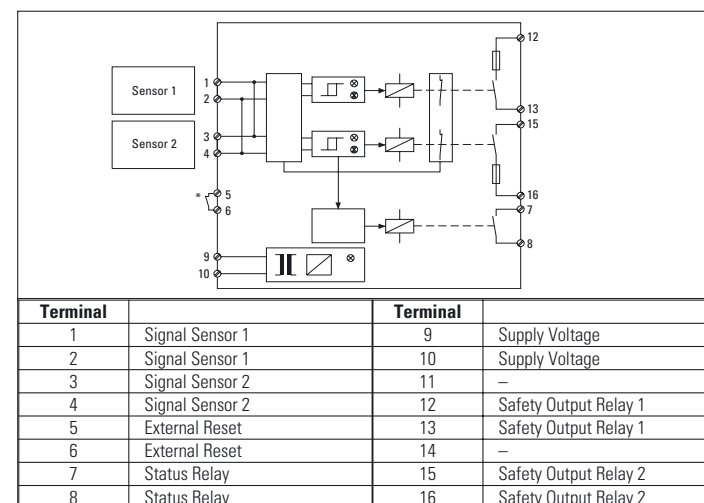 12
Sensor 1
1
2
13
15
Sensor 2
3
4
* 5
6
16
7
8
9
10
Terminal Terminal
1 Signal Sensor 1 9 Supply Voltage
2 Signal Sensor 1 10 Supply Voltage
3 Signal Sensor 2 11 –
4 Signal Sensor 2 12 Safety Output Relay 1
5 External Reset 13 Safety Output Relay 1
6 External Reset 14 –
7 Status Relay 15 Safety Output Relay 2
8 Status Relay 16 Safety Output Relay 2